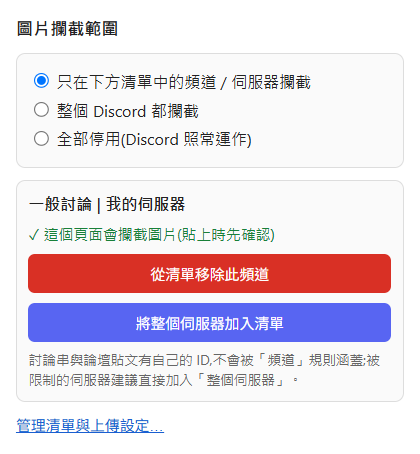 圖片攔截範圍
只在下方清單中的頻道 / 伺服器攔截
整個 Discord 都攔截
全部停用(Discord 照常運作)
一般討論 | 我的伺服器
✓ 這個頁面會攔截圖片(貼上時先確認)
從清單移除此頻道
將整個伺服器加入清單
討論串與論壇貼文有自己的 ID,不會被「頻道」規則涵蓋;被
限制的伺服器建議直接加入「整個伺服器」。
管理清單與上傳設定…